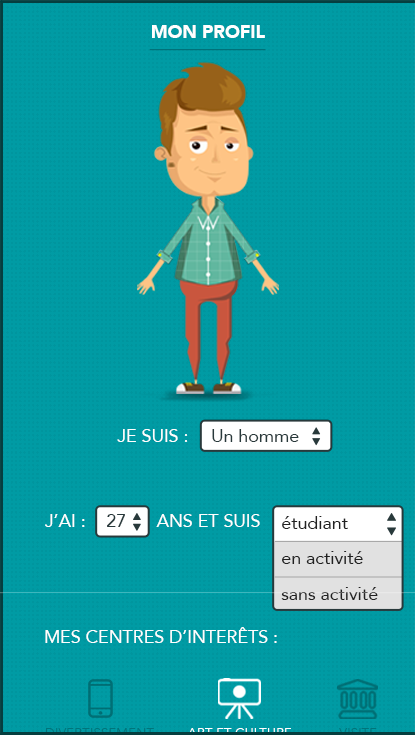 MON PROFIL
JE SUIS : Un homme
J'AI : 27 ANS ET SUIS étudiant
en activité
sans activité
MES CENTRES D'INTERÊTS :
DIVERTISSEMENT ART ET CULTURE VISITE